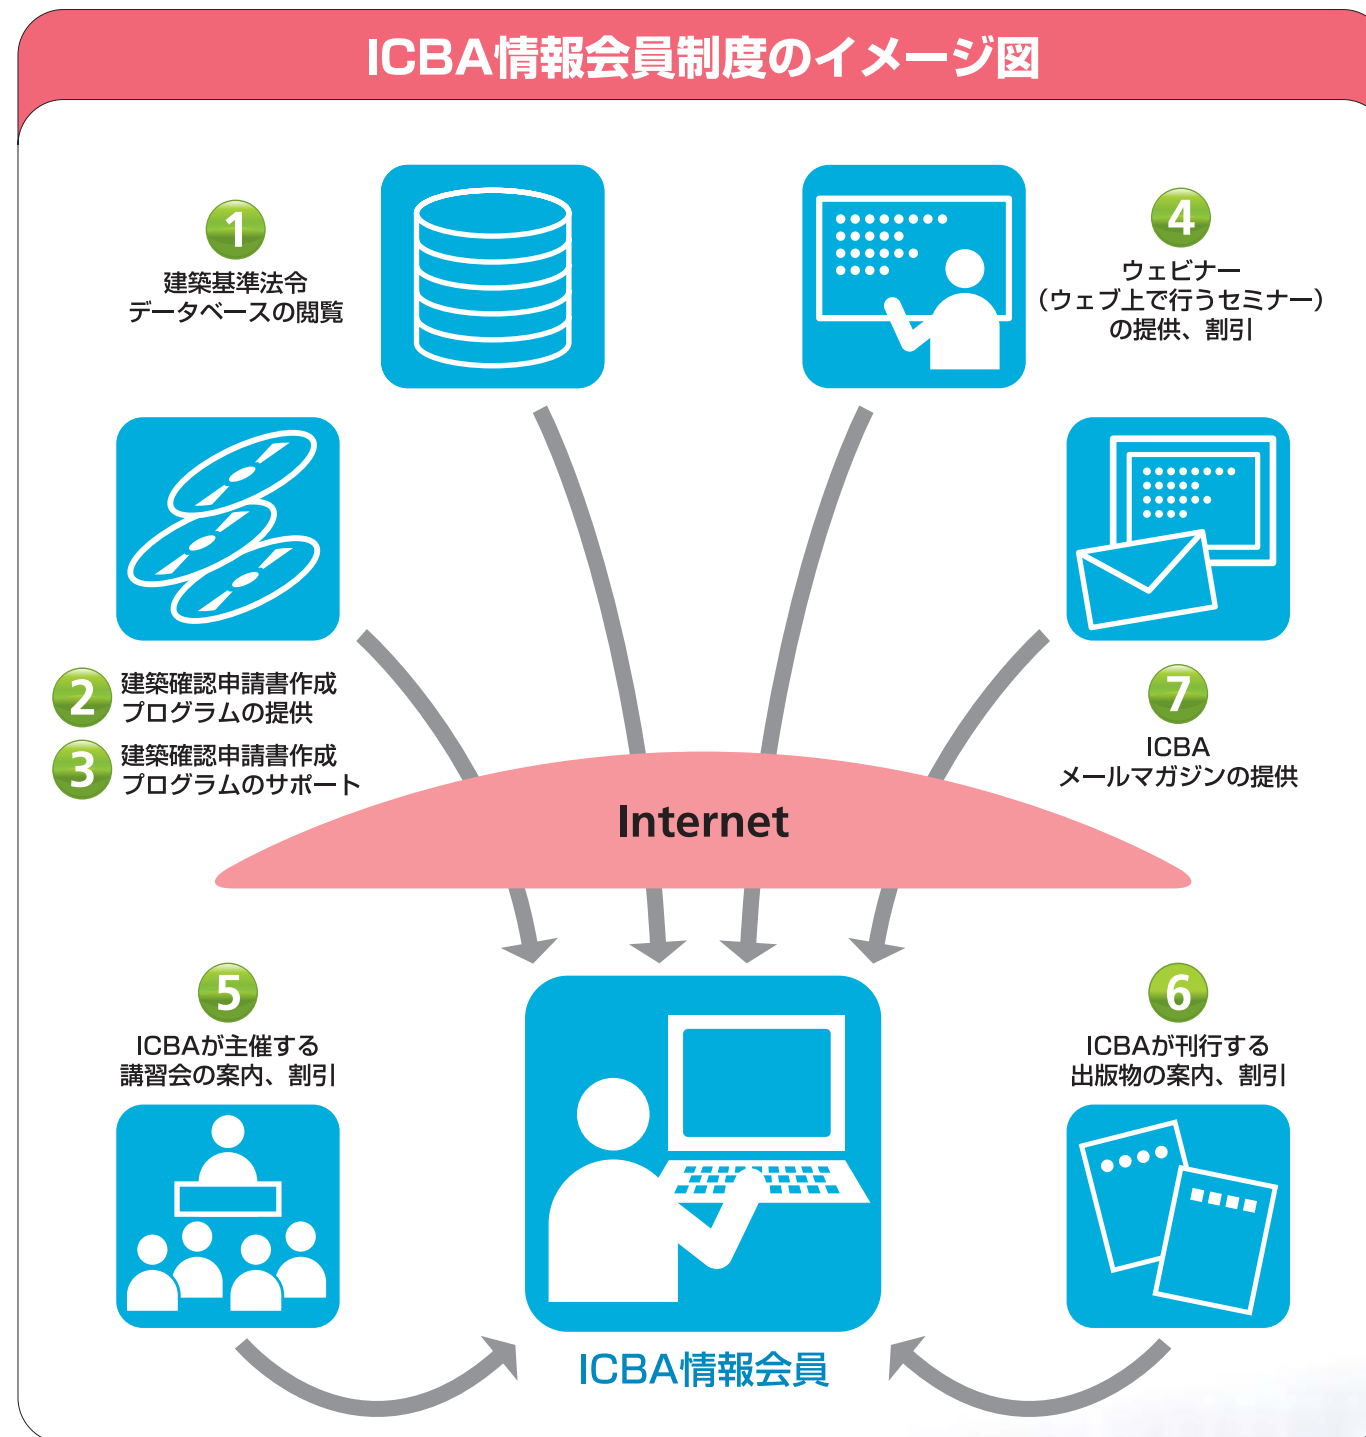 ICBA情報会員制度のイメージ図
1
建築基準法令
データベースの閲覧
4
ウェビナー
（ウェブ上で行うセミナー）
の提供、割引
2
建築確認申請書作成
プログラムの提供
3
建築確認申請書作成
プログラムのサポート
7
ICBA
メールマガジンの提供
Internet
5
ICBAが主催する
講習会の案内、割引
6
ICBAが刊行する
出版物の案内、割引
ICBA情報会員